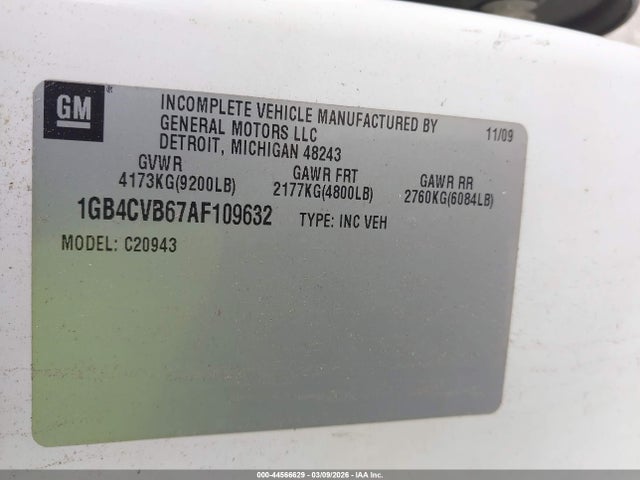 GM
INCOMPLETE VEHICLE MANUFACTURED BY
GENERAL MOTORS LLC
DETROIT, MICHIGAN 48243
11/09
GVWR GAWR FRT GAWR RR
4173KG(9200LB) 2177KG(4800LB) 2760KG(6084LB)
1GB4CVB67AF109632 TYPE: INC VEH
MODEL: C20943
000-44566629 - 03/09/2026 - IAA Inc.